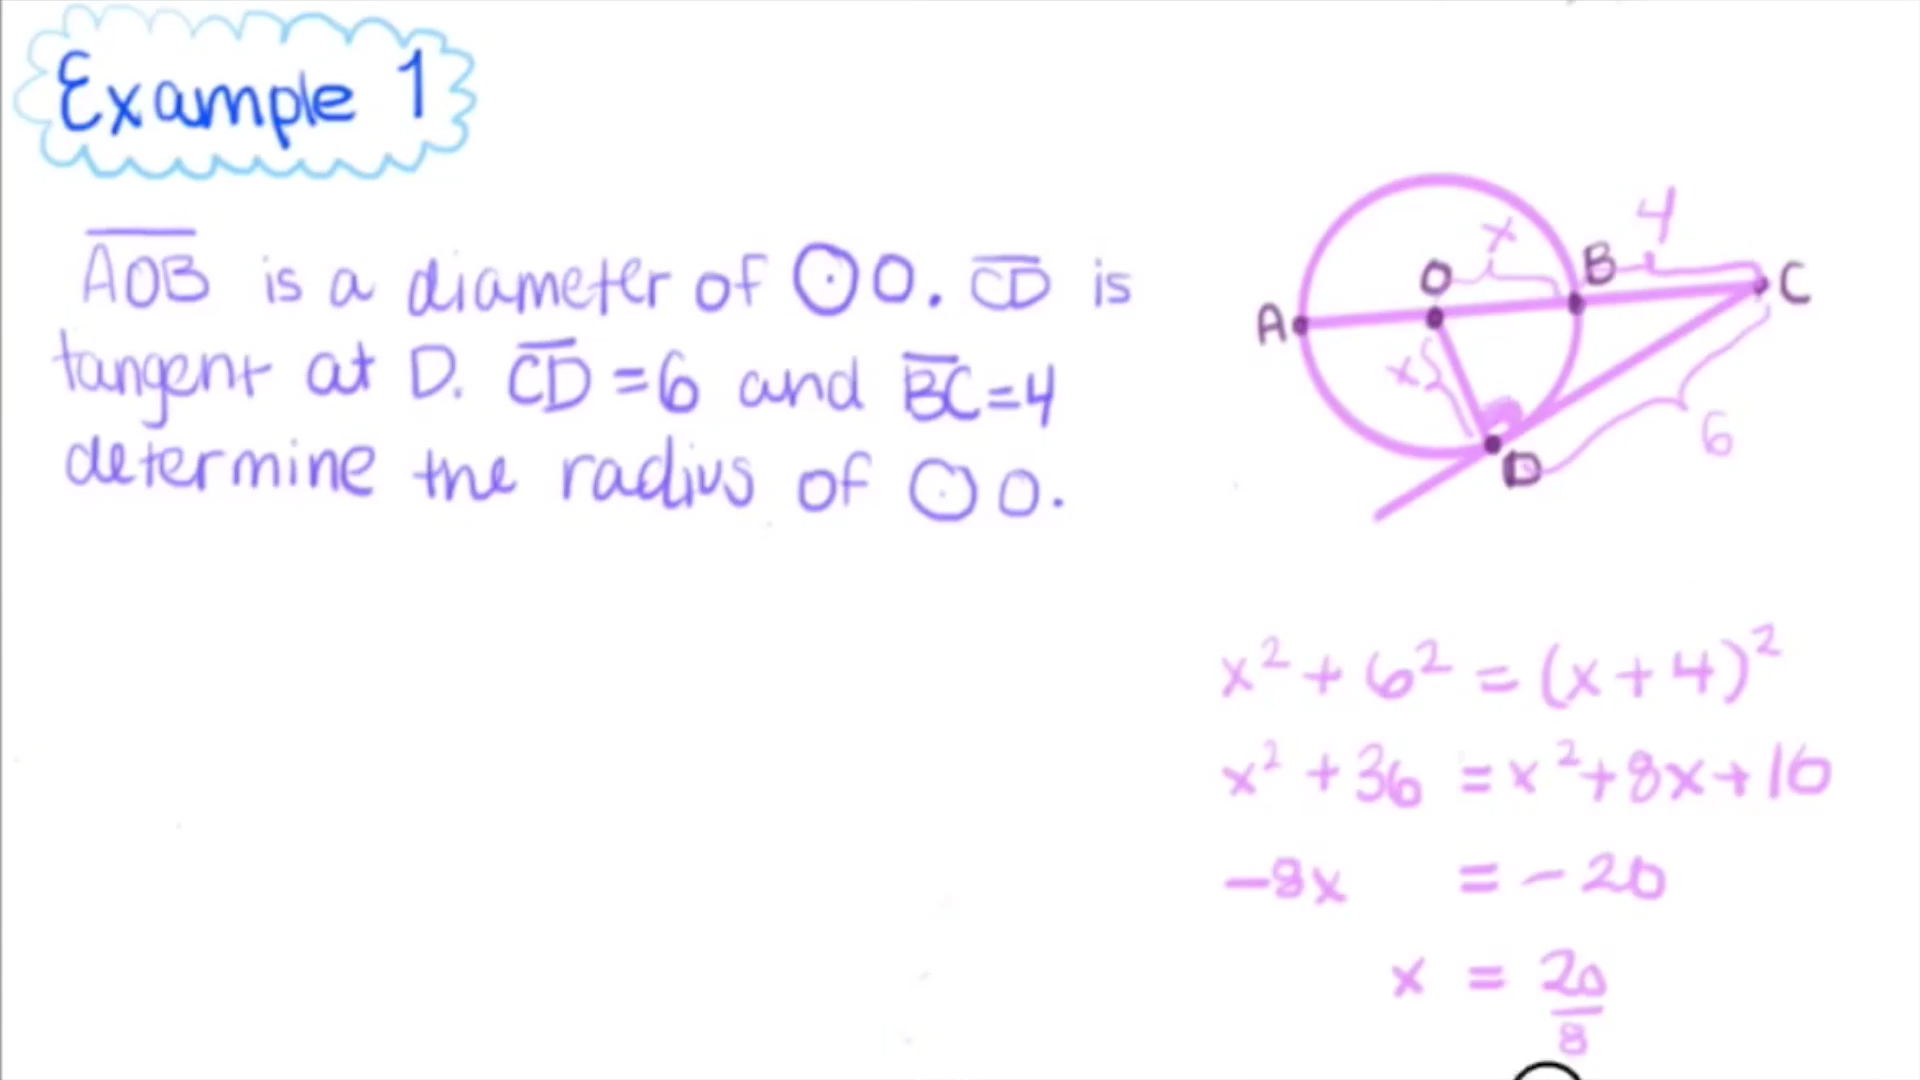 Example 1
AOB is a diameter of ⊙O. CD is
tangent at D. CD = 6 and BC = 4
determine the radius of ⊙O.
4
x
B
O
C
A
x
6
D
x² + 6² = (x + 4)²
x² + 36 = x² + 8x + 16
-8x = -20
x = 20/8